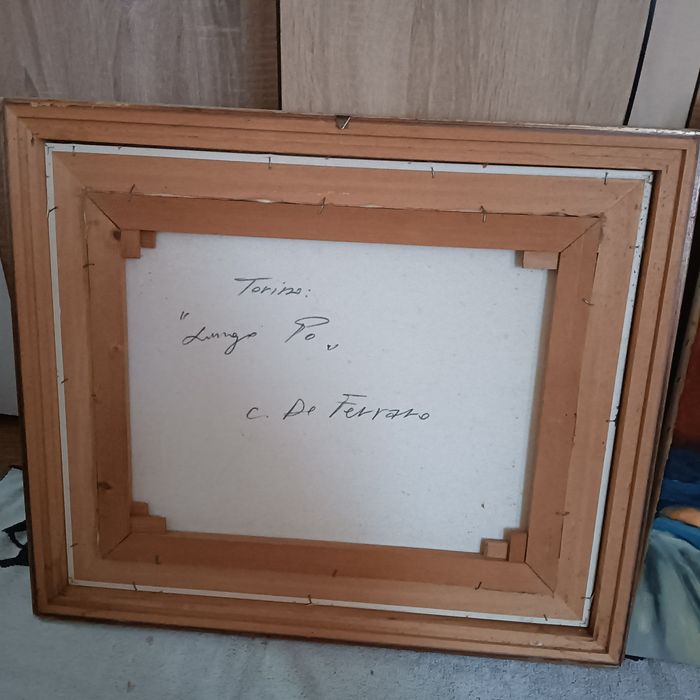 Torino:
"Lungo Po"
C. De Ferraro